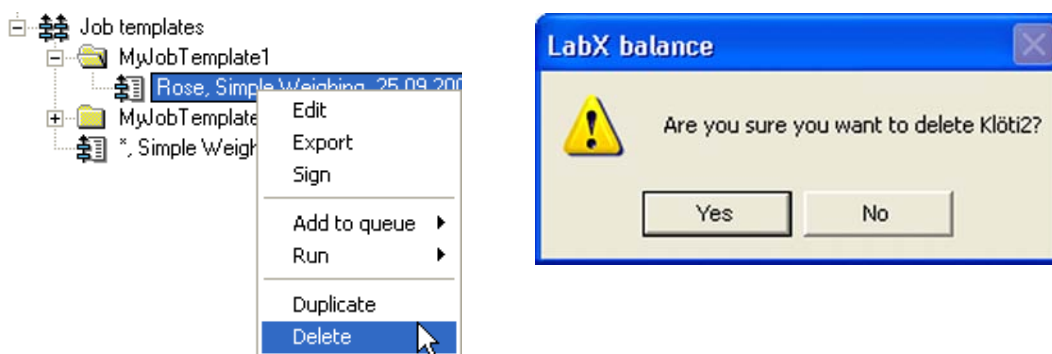 Job templates
MyJobTemplate1
Rose, Simple Weighing, 25.09.200
MyJobTemplate
*, Simple Weigh
Edit
Export
Sign
Add to queue
Run
Duplicate
Delete
LabX balance
Are you sure you want to delete Klöti2?
Yes
No